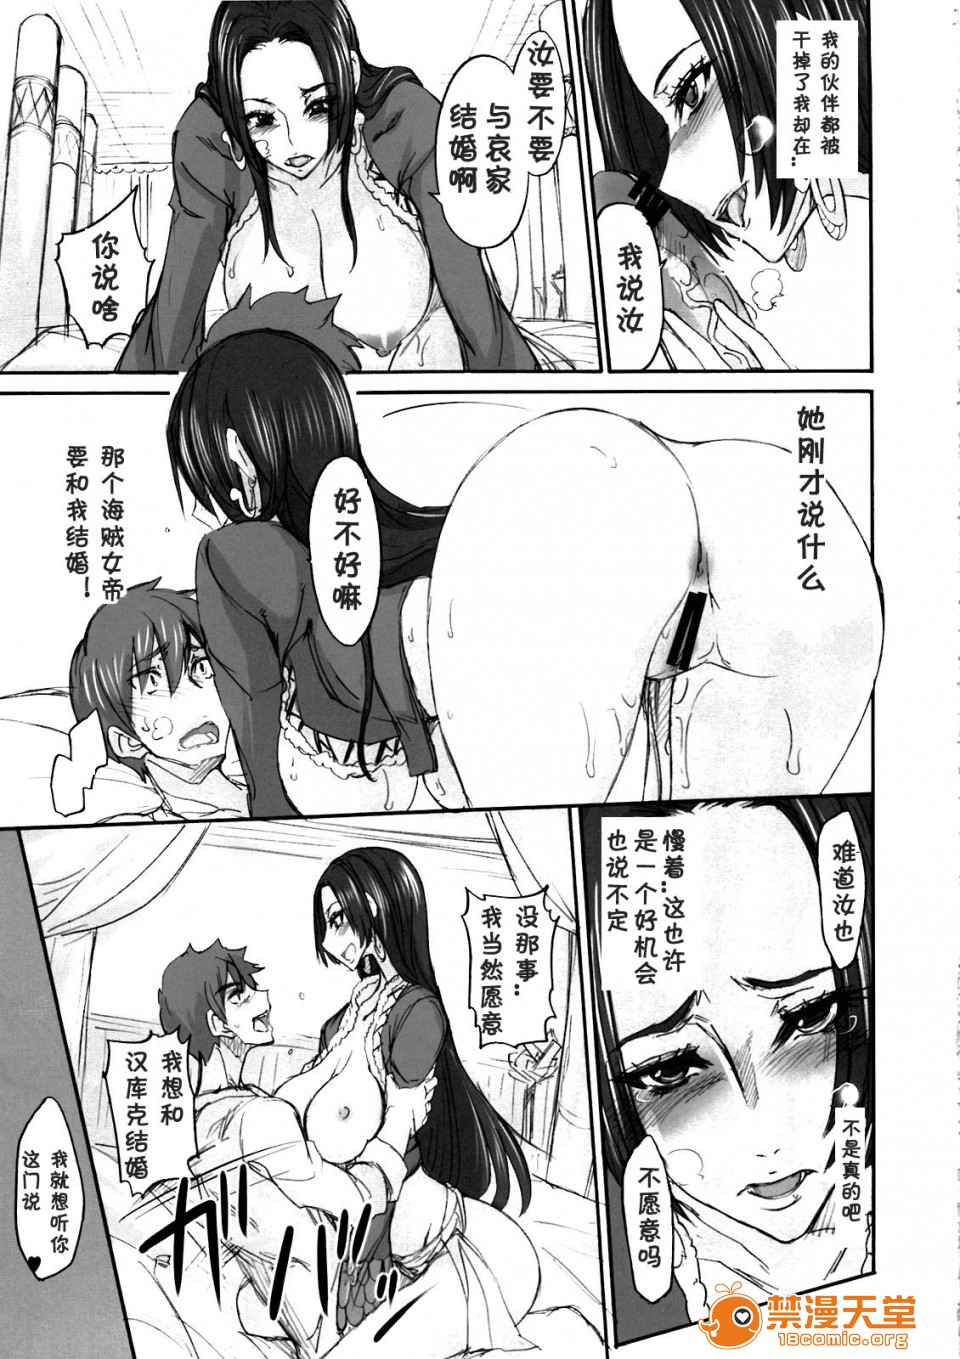 我的伙伴都被
干掉了我却在…
我说汝
汝要不要
与哀家
结婚啊
你说啥
她刚才说什么
好不好嘛
那个海贼女帝
要和我结婚!
难道汝也
慢着…这也许
是一个好机会
也说不定
不是真的吧
不愿意吗
没那事…
我当然愿意
我想和
汉库克结婚
ガガッ
我就想听你
这门说
♥
禁漫天堂
18comic.org